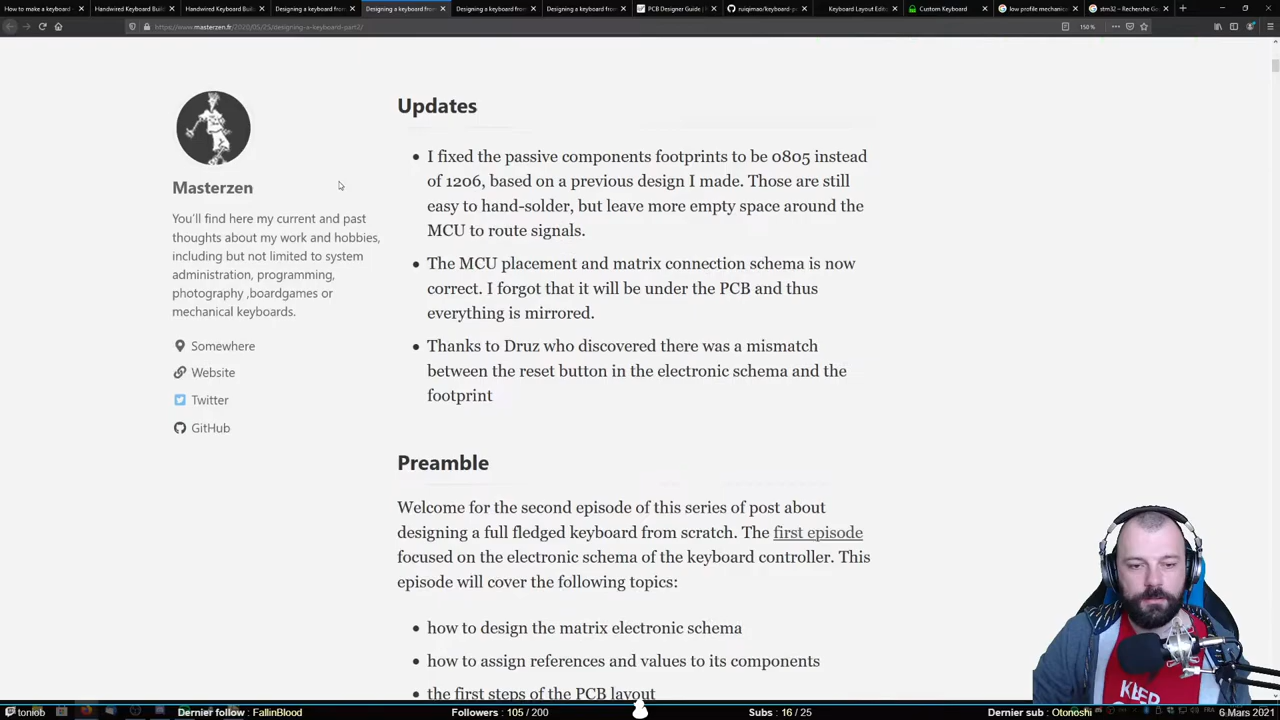 How to make a keyboard
Handwired Keyboard Buil
Handwired Keyboard Buil
Designing a keyboard from
Designing a keyboard from
Designing a keyboard from
Designing a keyboard from
PCB Designer Guide |
ruiqimao/keyboard-p
Keyboard Layout Edit
Custom Keyboard
low profile mechanica
stm32 – Recherche Go
https://www.masterzen.fr/2020/05/25/designing-a-keyboard-part2/
150 %
Updates
I fixed the passive components footprints to be 0805 instead
of 1206, based on a previous design I made. Those are still
easy to hand-solder, but leave more empty space around the
MCU to route signals.
The MCU placement and matrix connection schema is now
correct. I forgot that it will be under the PCB and thus
everything is mirrored.
Thanks to Druz who discovered there was a mismatch
between the reset button in the electronic schema and the
footprint
Masterzen
You'll find here my current and past
thoughts about my work and hobbies,
including but not limited to system
administration, programming,
photography ,boardgames or
mechanical keyboards.
Somewhere
Website
Twitter
GitHub
Preamble
Welcome for the second episode of this series of post about
designing a full fledged keyboard from scratch. The first episode
focused on the electronic schema of the keyboard controller. This
episode will cover the following topics:
how to design the matrix electronic schema
how to assign references and values to its components
the first steps of the PCB layout
KEEP
toniob
Dernier follow : FallinBlood
Followers : 105 / 200
Subs : 16 / 25
Dernier sub : Otonoshi
6 Mars 2021